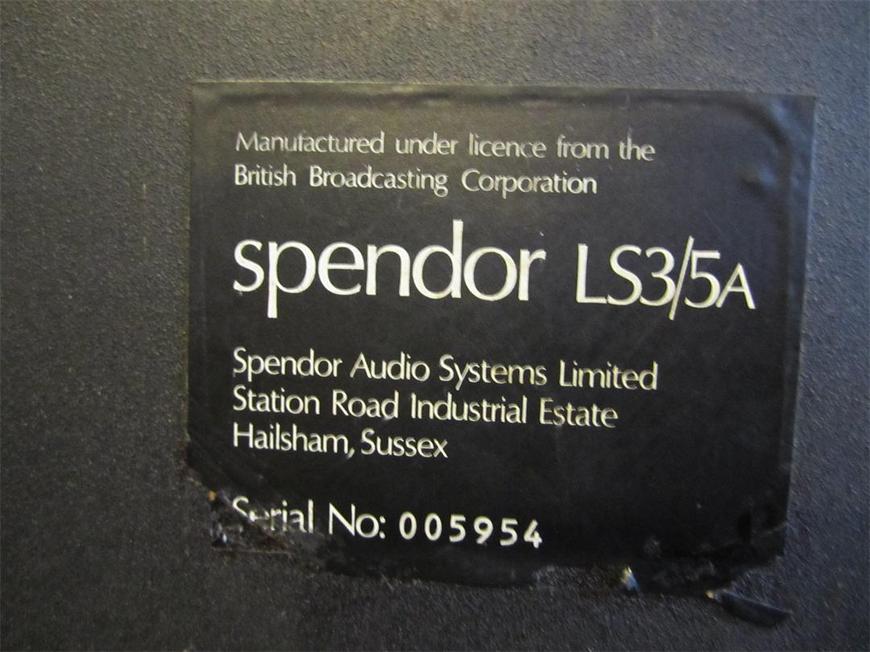 Manufactured under licence from the
British Broadcasting Corporation
spendor LS3/5A
Spendor Audio Systems Limited
Station Road Industrial Estate
Hailsham, Sussex
Serial No: 005954